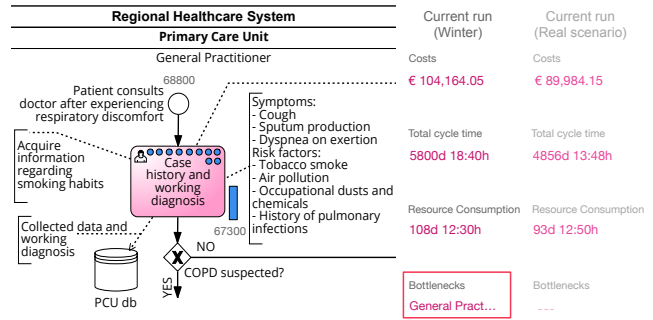 Regional Healthcare System
Primary Care Unit
General Practitioner
68800
Patient consults
doctor after experiencing
respiratory discomfort
Acquire
information
regarding
smoking habits
Case
history and
working
diagnosis
Symptoms:
- Cough
- Sputum production
- Dyspnea on exertion
Risk factors:
- Tobacco smoke
- Air pollution
- Occupational dusts and
chemicals
- History of pulmonary
infections
67300
Collected data and
working
diagnosis
PCU db
X
NO
COPD suspected?
YES
Current run
(Winter)
Current run
(Real scenario)
Costs
Costs
€ 104,164.05
€ 89,984.15
Total cycle time
Total cycle time
5800d 18:40h
4856d 13:48h
Resource Consumption
Resource Consumption
108d 12:30h
93d 12:50h
Bottlenecks
Bottlenecks
General Pract...
---